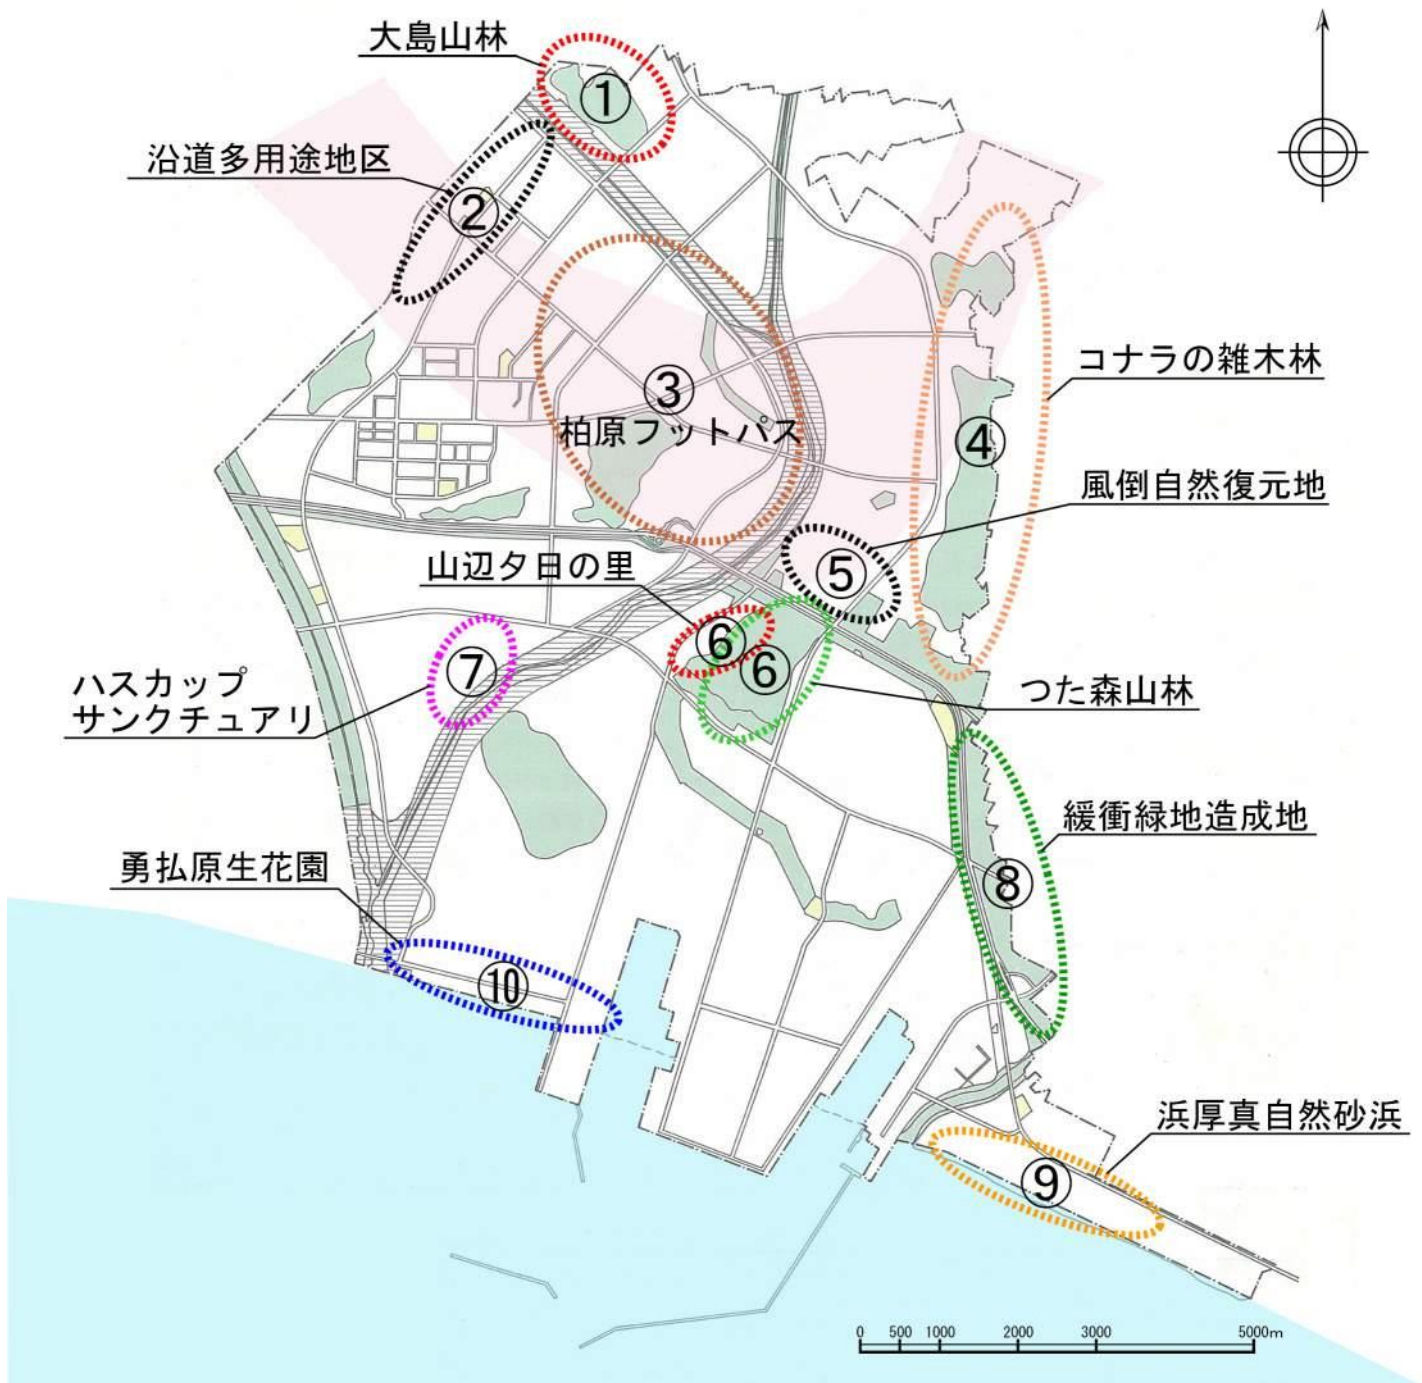 大島山林
①
沿道多用途地区
②
③
柏原フットパス
コナラの雑木林
④
風倒自然復元地
⑤
山辺夕日の里
⑥
⑥
つた森山林
ハスカップ
サンクチュアリ
⑦
緩衝緑地造成地
⑧
勇払原生花園
⑩
浜厚真自然砂浜
⑨
0 500 1000 2000 3000 5000m